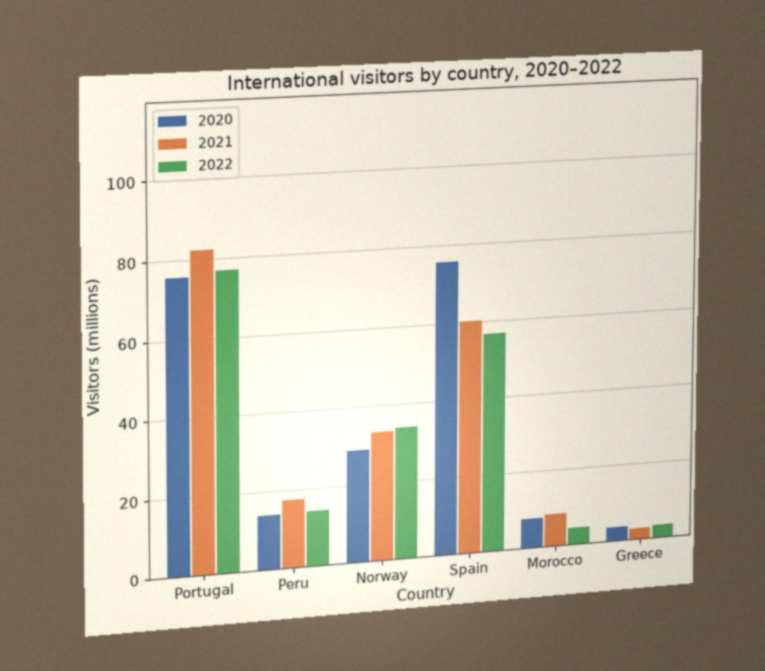 International visitors by country, 2020–2022
2020
2021
2022
100
80
60
40
20
0
Visitors (millions)
Portugal
Peru
Norway
Spain
Morocco
Greece
Country